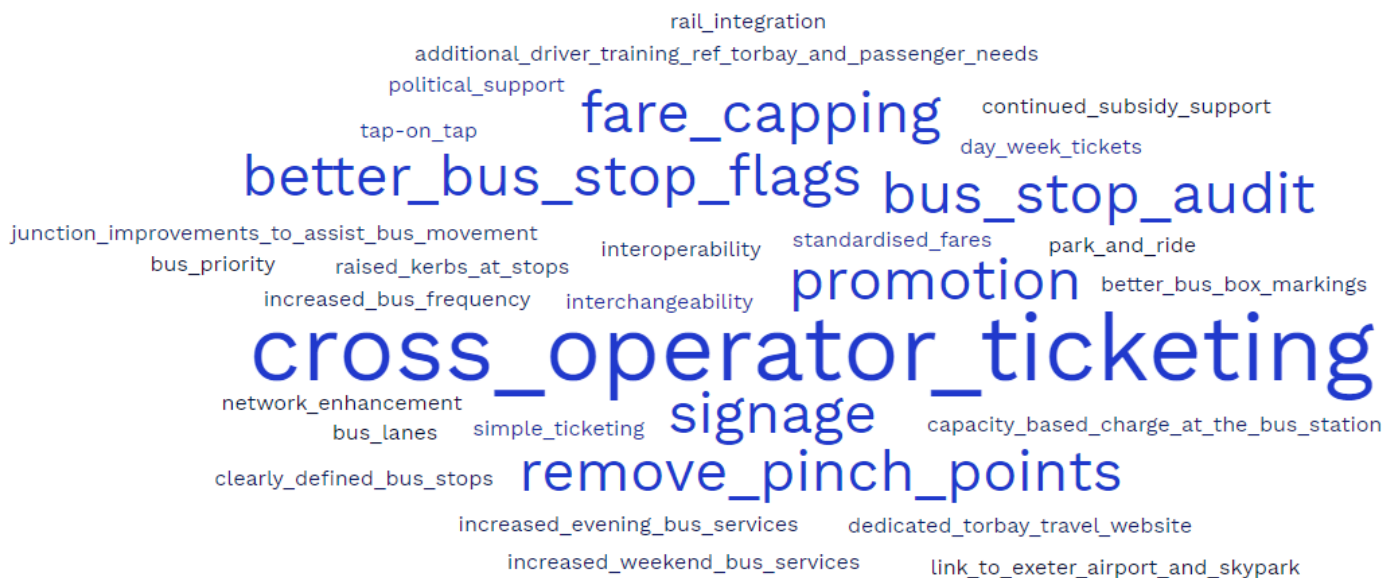 rail_integration
additional_driver_training_ref_torbay_and_passenger_needs
political_support
fare_capping
continued_subsidy_support
tap-on_tap
day_week_tickets
better_bus_stop_flags
bus_stop_audit
junction_improvements_to_assist_bus_movement
interoperability
standardised_fares
park_and_ride
bus_priority
raised_kerbs_at_stops
promotion
better_bus_box_markings
increased_bus_frequency
interchangeability
cross_operator_ticketing
network_enhancement
signage
capacity_based_charge_at_the_bus_station
bus_lanes
simple_ticketing
clearly_defined_bus_stops
remove_pinch_points
increased_evening_bus_services
dedicated_torbay_travel_website
increased_weekend_bus_services
link_to_exeter_airport_and_skypark